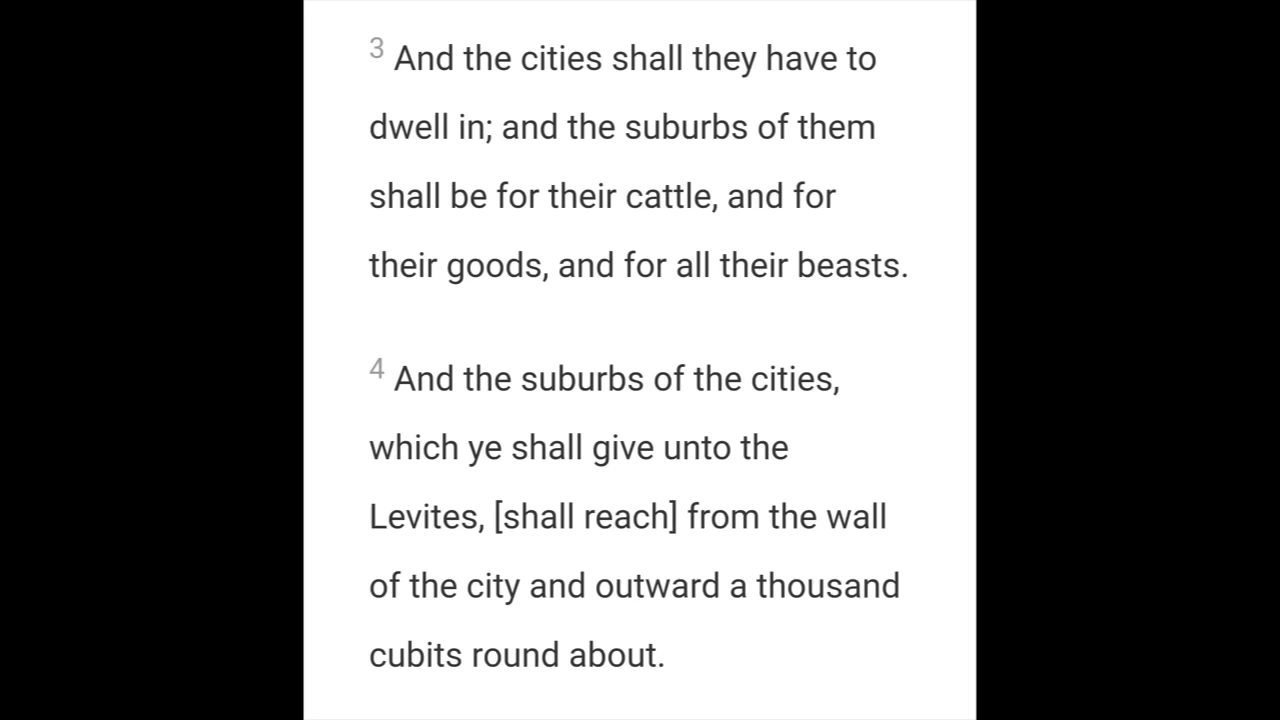 3 And the cities shall they have to
dwell in; and the suburbs of them
shall be for their cattle, and for
their goods, and for all their beasts.
4 And the suburbs of the cities,
which ye shall give unto the
Levites, [shall reach] from the wall
of the city and outward a thousand
cubits round about.